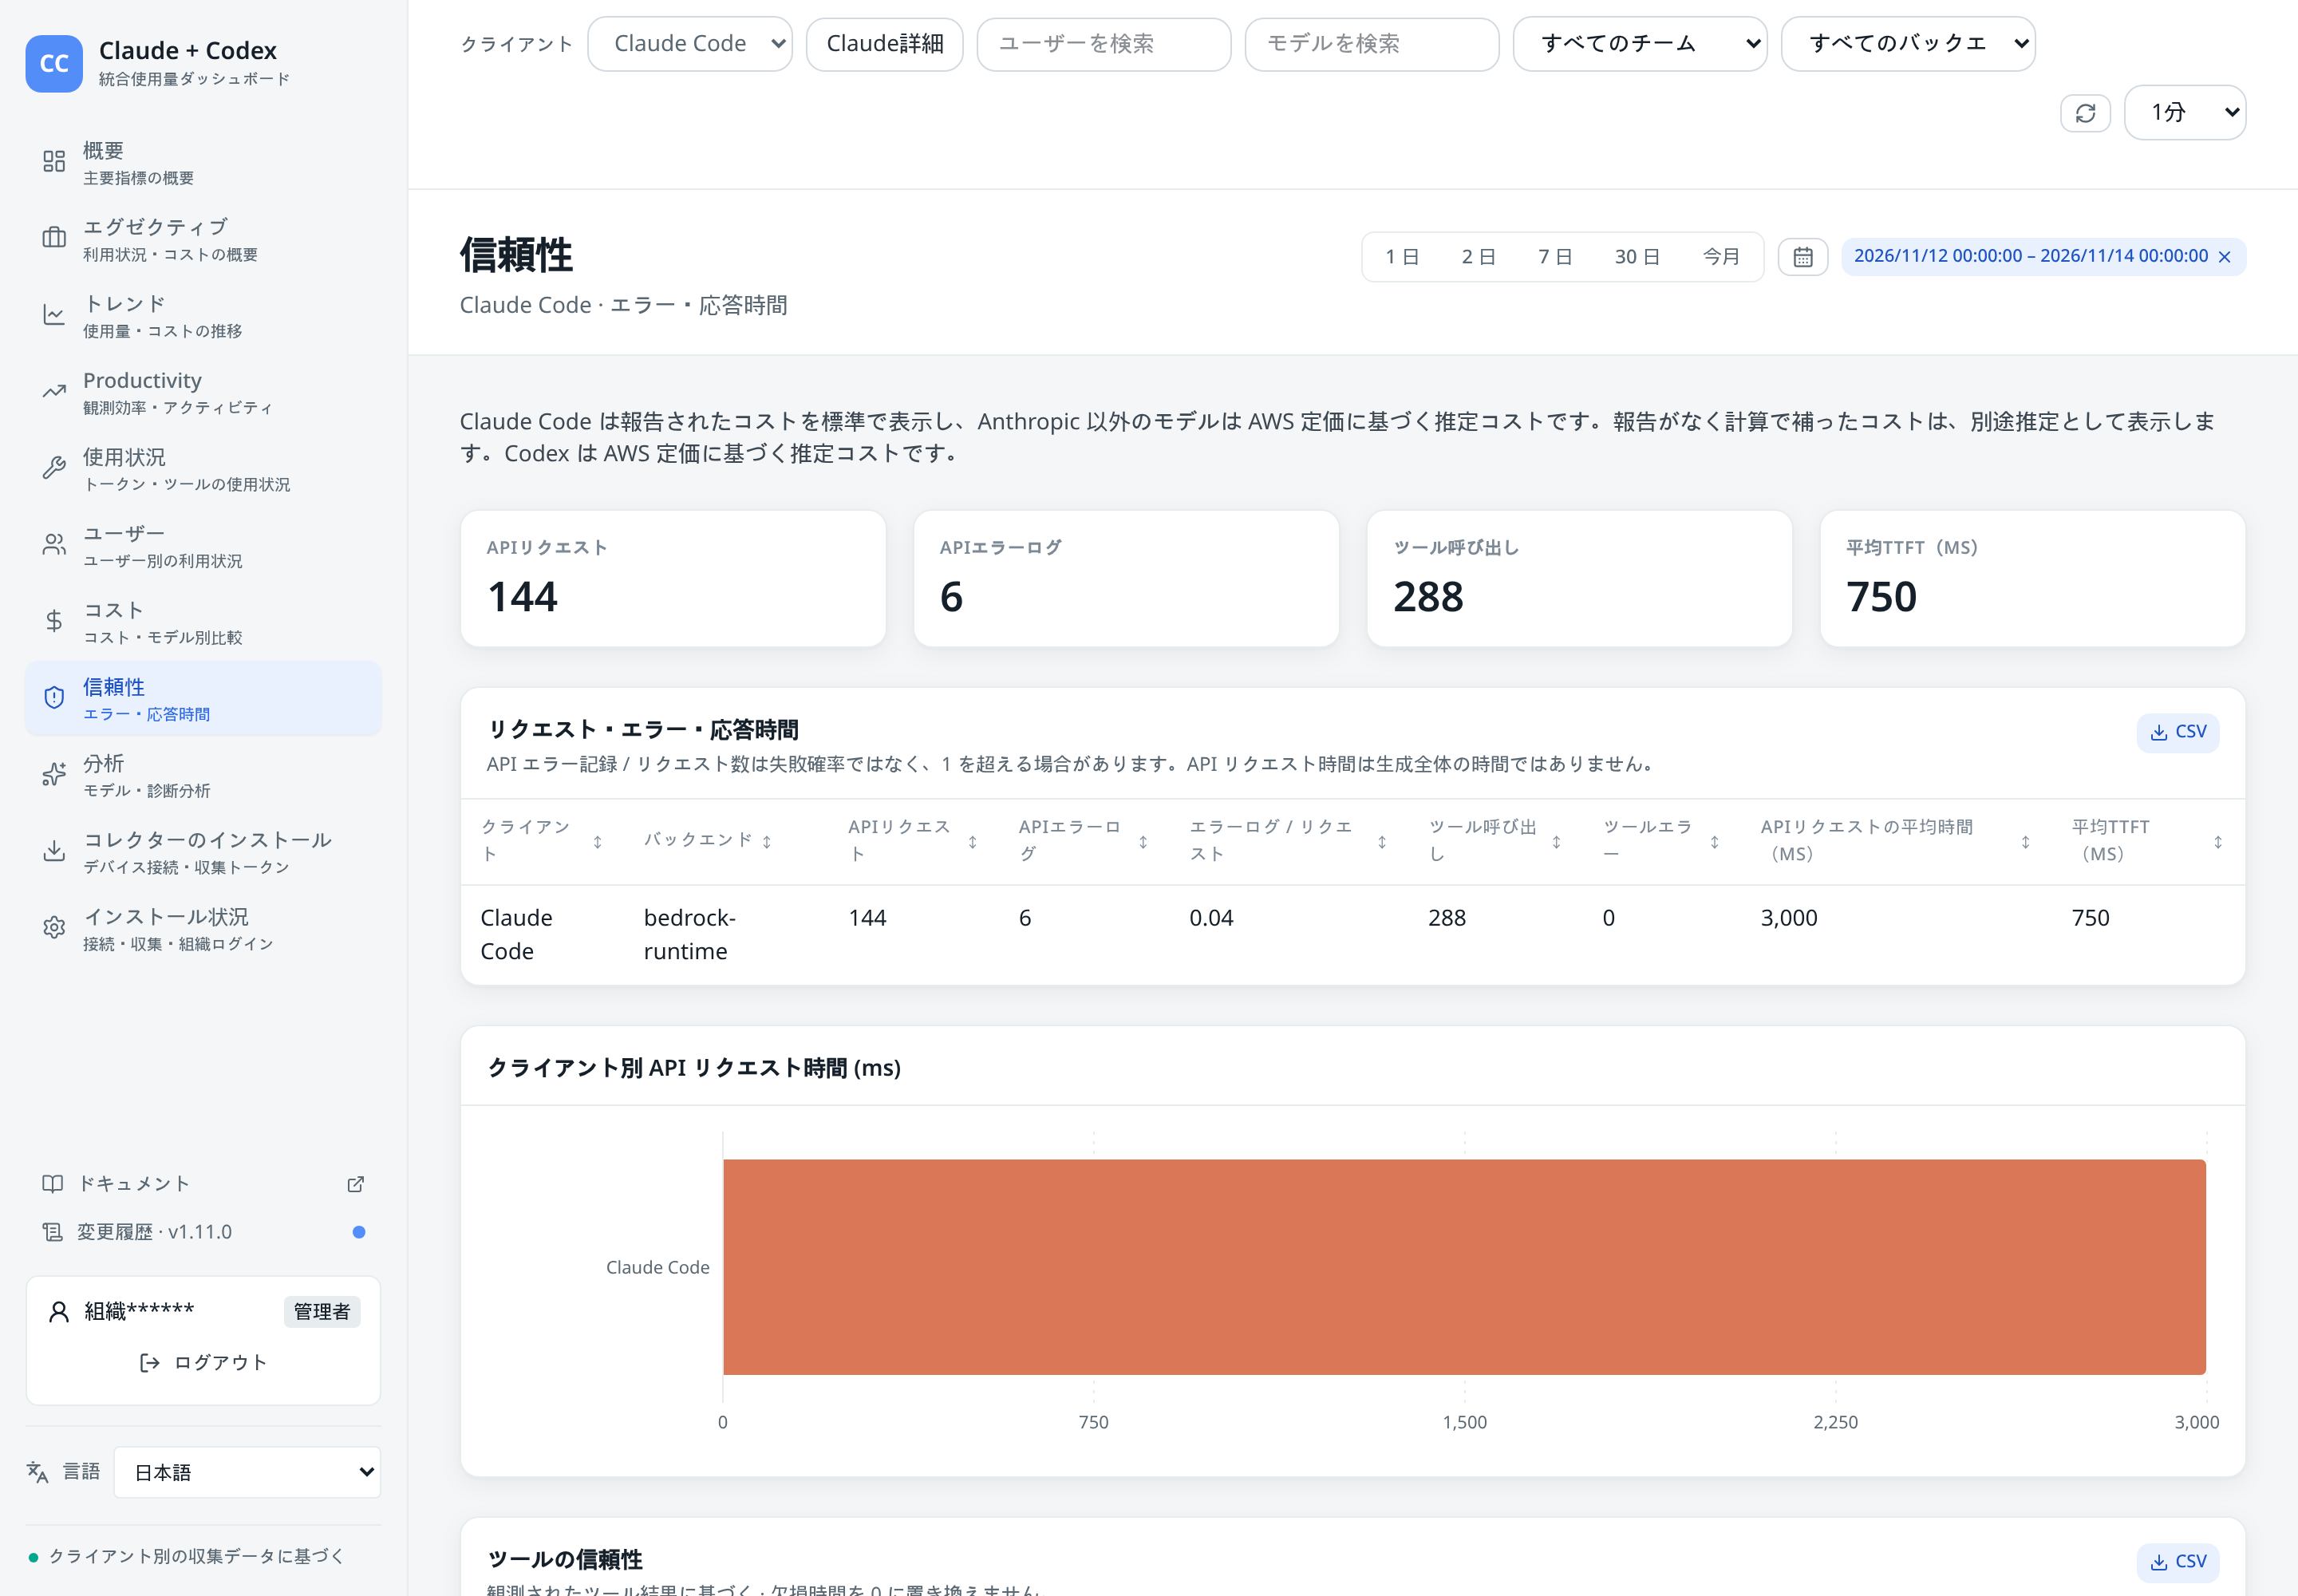 CC
Claude + Codex
統合使用量ダッシュボード
概要
主要指標の概要
エグゼクティブ
利用状況・コストの概要
トレンド
使用量・コストの推移
Productivity
観測効率・アクティビティ
使用状況
トークン・ツールの使用状況
ユーザー
ユーザー別の利用状況
コスト
コスト・モデル別比較
信頼性
エラー・応答時間
分析
モデル・診断分析
コレクターのインストール
デバイス接続・収集トークン
インストール状況
接続・収集・組織ログイン
ドキュメント
変更履歴 · v1.11.0
組織******
管理者
ログアウト
言語
日本語
クライアント別の収集データに基づく
クライアント
Claude Code
Claude詳細
ユーザーを検索
モデルを検索
すべてのチーム
すべてのバックエ
1分
信頼性
Claude Code · エラー・応答時間
1 日
2 日
7 日
30 日
今月
2026/11/12 00:00:00 – 2026/11/14 00:00:00
Claude Code は報告されたコストを標準で表示し、Anthropic 以外のモデルは AWS 定価に基づく推定コストです。報告がなく計算で補ったコストは、別途推定として表示しま
す。Codex は AWS 定価に基づく推定コストです。
APIリクエスト
144
APIエラーログ
6
ツール呼び出し
288
平均TTFT（MS）
750
リクエスト・エラー・応答時間
API エラー記録 / リクエスト数は失敗確率ではなく、1 を超える場合があります。API リクエスト時間は生成全体の時間ではありません。
CSV
クライアン
ト
バックエンド
APIリクエス
ト
APIエラーロ
グ
エラーログ / リクエ
スト
ツール呼び出
し
ツールエラ
ー
APIリクエストの平均時間
（MS）
平均TTFT
（MS）
Claude
Code
bedrock-
runtime
144
6
0.04
288
0
3,000
750
クライアント別 API リクエスト時間 (ms)
Claude Code
0
750
1,500
2,250
3,000
ツールの信頼性
観測されたツール結果に基づく · 欠損時間を 0 に置き換えません。
CSV